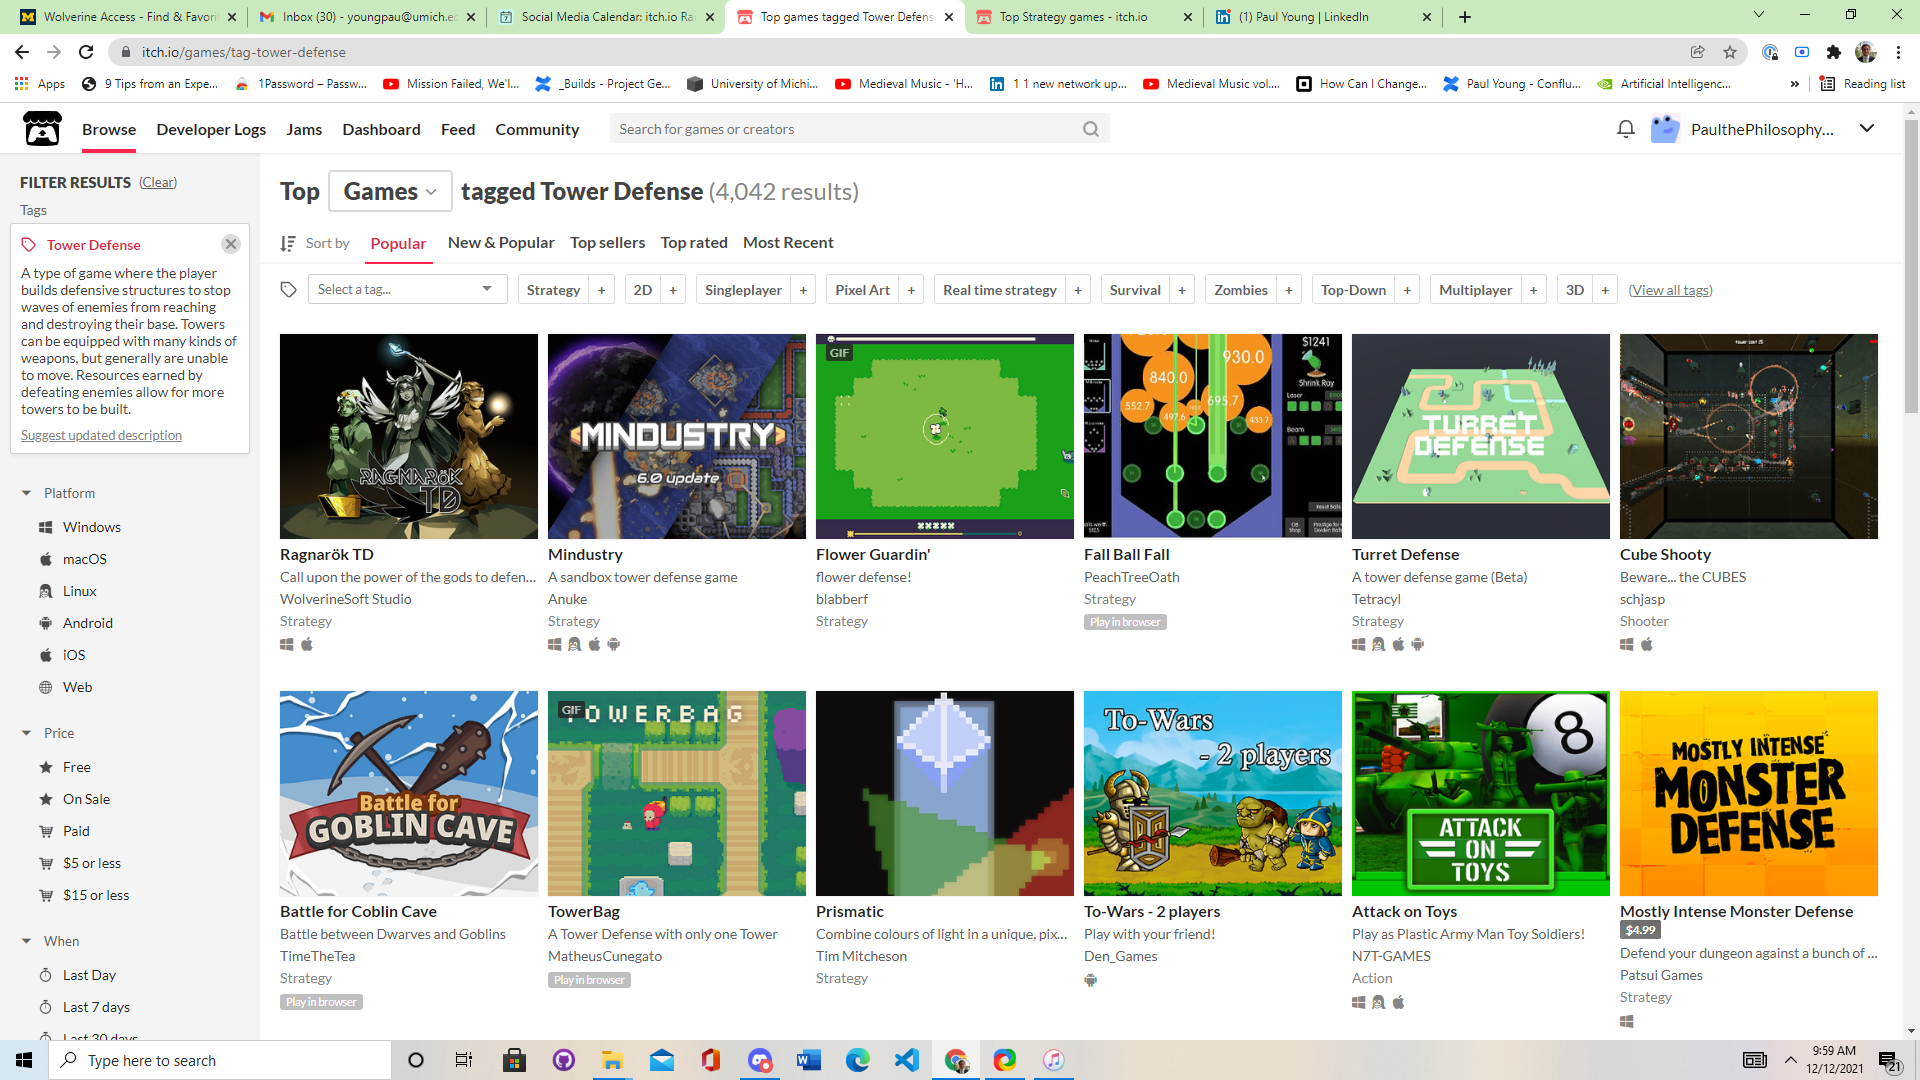 Wolverine Access - Find & Favorit
Inbox (30) - youngpau@umich.ed
Social Media Calendar: itch.io Ra
Top games tagged Tower Defense
Top Strategy games - itch.io
(1) Paul Young | LinkedIn
itch.io/games/tag-tower-defense
Apps
9 Tips from an Expe...
1Password – Passw...
Mission Failed, We'l...
_Builds - Project Ge...
University of Michi...
Medieval Music - 'H...
1 1 new network up...
Medieval Music vol....
How Can I Change...
Paul Young - Conflu...
Artificial Intelligenc...
»
Reading list
Browse
Developer Logs
Jams
Dashboard
Feed
Community
Search for games or creators
PaulthePhilosophy...
FILTER RESULTS (Clear)
Tags
Tower Defense
A type of game where the player
builds defensive structures to stop
waves of enemies from reaching
and destroying their base. Towers
can be equipped with many kinds of
weapons, but generally are unable
to move. Resources earned by
defeating enemies allow for more
towers to be built.
Suggest updated description
Platform
Windows
macOS
Linux
Android
iOS
Web
Price
Free
On Sale
Paid
$5 or less
$15 or less
When
Last Day
Last 7 days
Last 30 days
Top Games tagged Tower Defense (4,042 results)
Sort by
Popular
New & Popular
Top sellers
Top rated
Most Recent
Select a tag...
Strategy +
2D +
Singleplayer +
Pixel Art +
Real time strategy +
Survival +
Zombies +
Top-Down +
Multiplayer +
3D +
(View all tags)
RAGNARÖK
TD
Ragnarök TD
Call upon the power of the gods to defen...
WolverineSoft Studio
Strategy
MINDUSTRY
6.0 update
Mindustry
A sandbox tower defense game
Anuke
Strategy
GIF
Flower Guardin'
flower defense!
blabberf
Strategy
930.0
840.0
695.7
552.7
497.6
433.7
$1241
Shrink Ray
Laser
Beam
Fall Ball Fall
PeachTreeOath
Strategy
Play in browser
TURRET
DEFENSE
Turret Defense
A tower defense game (Beta)
Tetracyl
Strategy
tower cost 25
Cube Shooty
Beware... the CUBES
schjasp
Shooter
Battle for
GOBLIN CAVE
Battle for Coblin Cave
Battle between Dwarves and Goblins
TimeTheTea
Strategy
Play in browser
GIF
TOWERBAG
TowerBag
A Tower Defense with only one Tower
MatheusCunegato
Play in browser
Prismatic
Combine colours of light in a unique, pix...
Tim Mitcheson
Strategy
To-Wars
- 2 players
To-Wars - 2 players
Play with your friend!
Den_Games
8
ATTACK
ON
TOYS
Attack on Toys
Play as Plastic Army Man Toy Soldiers!
N7T-GAMES
Action
MOSTLY INTENSE
MONSTER
DEFENSE
Mostly Intense Monster Defense
$4.99
Defend your dungeon against a bunch of ...
Patsui Games
Strategy
Type here to search
9:59 AM
12/12/2021
21